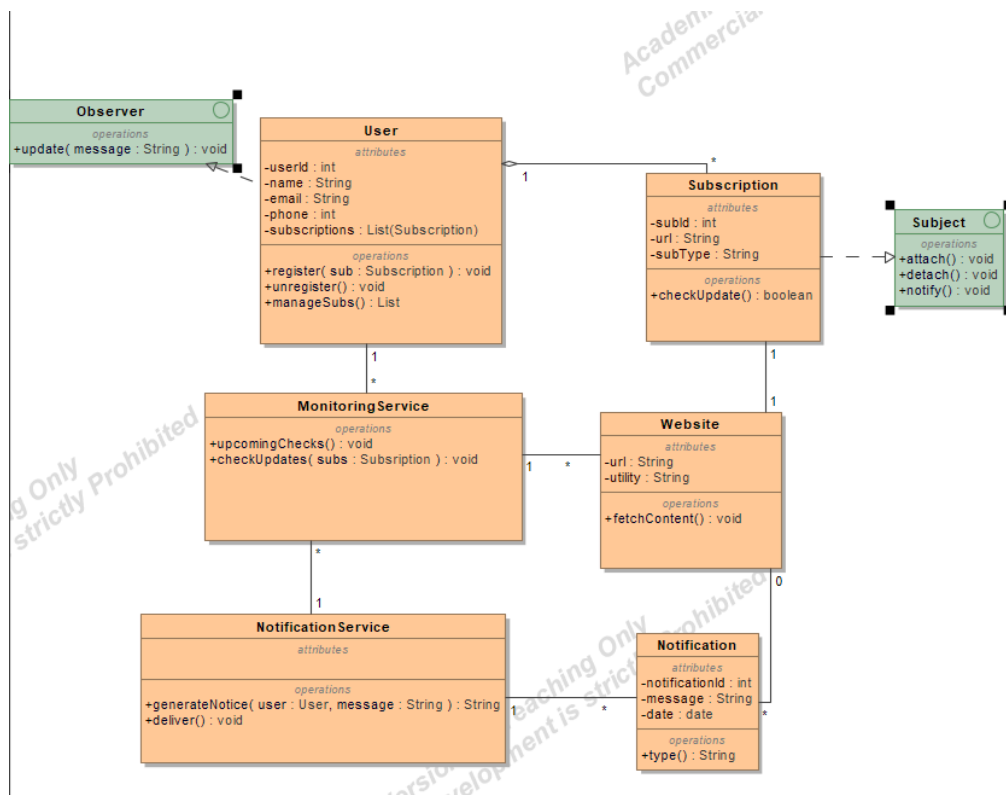 Academi
Commercial
Observer
operations
+update( message : String ) : void
User
attributes
-userId : int
-name : String
-email : String
-phone : int
-subscriptions : List(Subscription)
operations
+register( sub : Subscription ) : void
+unregister() : void
+manageSubs() : List
1
*
Subscription
attributes
-subId : int
-url : String
-subType : String
operations
+checkUpdate() : boolean
Subject
operations
+attach() : void
+detach() : void
+notify() : void
1
*
1
1
MonitoringService
operations
+upcomingChecks() : void
+checkUpdates( subs : Subsription ) : void
1
*
Website
attributes
-url : String
-utility : String
operations
+fetchContent() : void
ng Only
strictly Prohibited
*
1
0
*
NotificationService
attributes
operations
+generateNotice( user : User, message : String ) : String
+deliver() : void
1
*
Notification
attributes
-notificationId : int
-message : String
-date : date
operations
+type() : String
ersion
eaching Only
velopment is strictly Prohibited